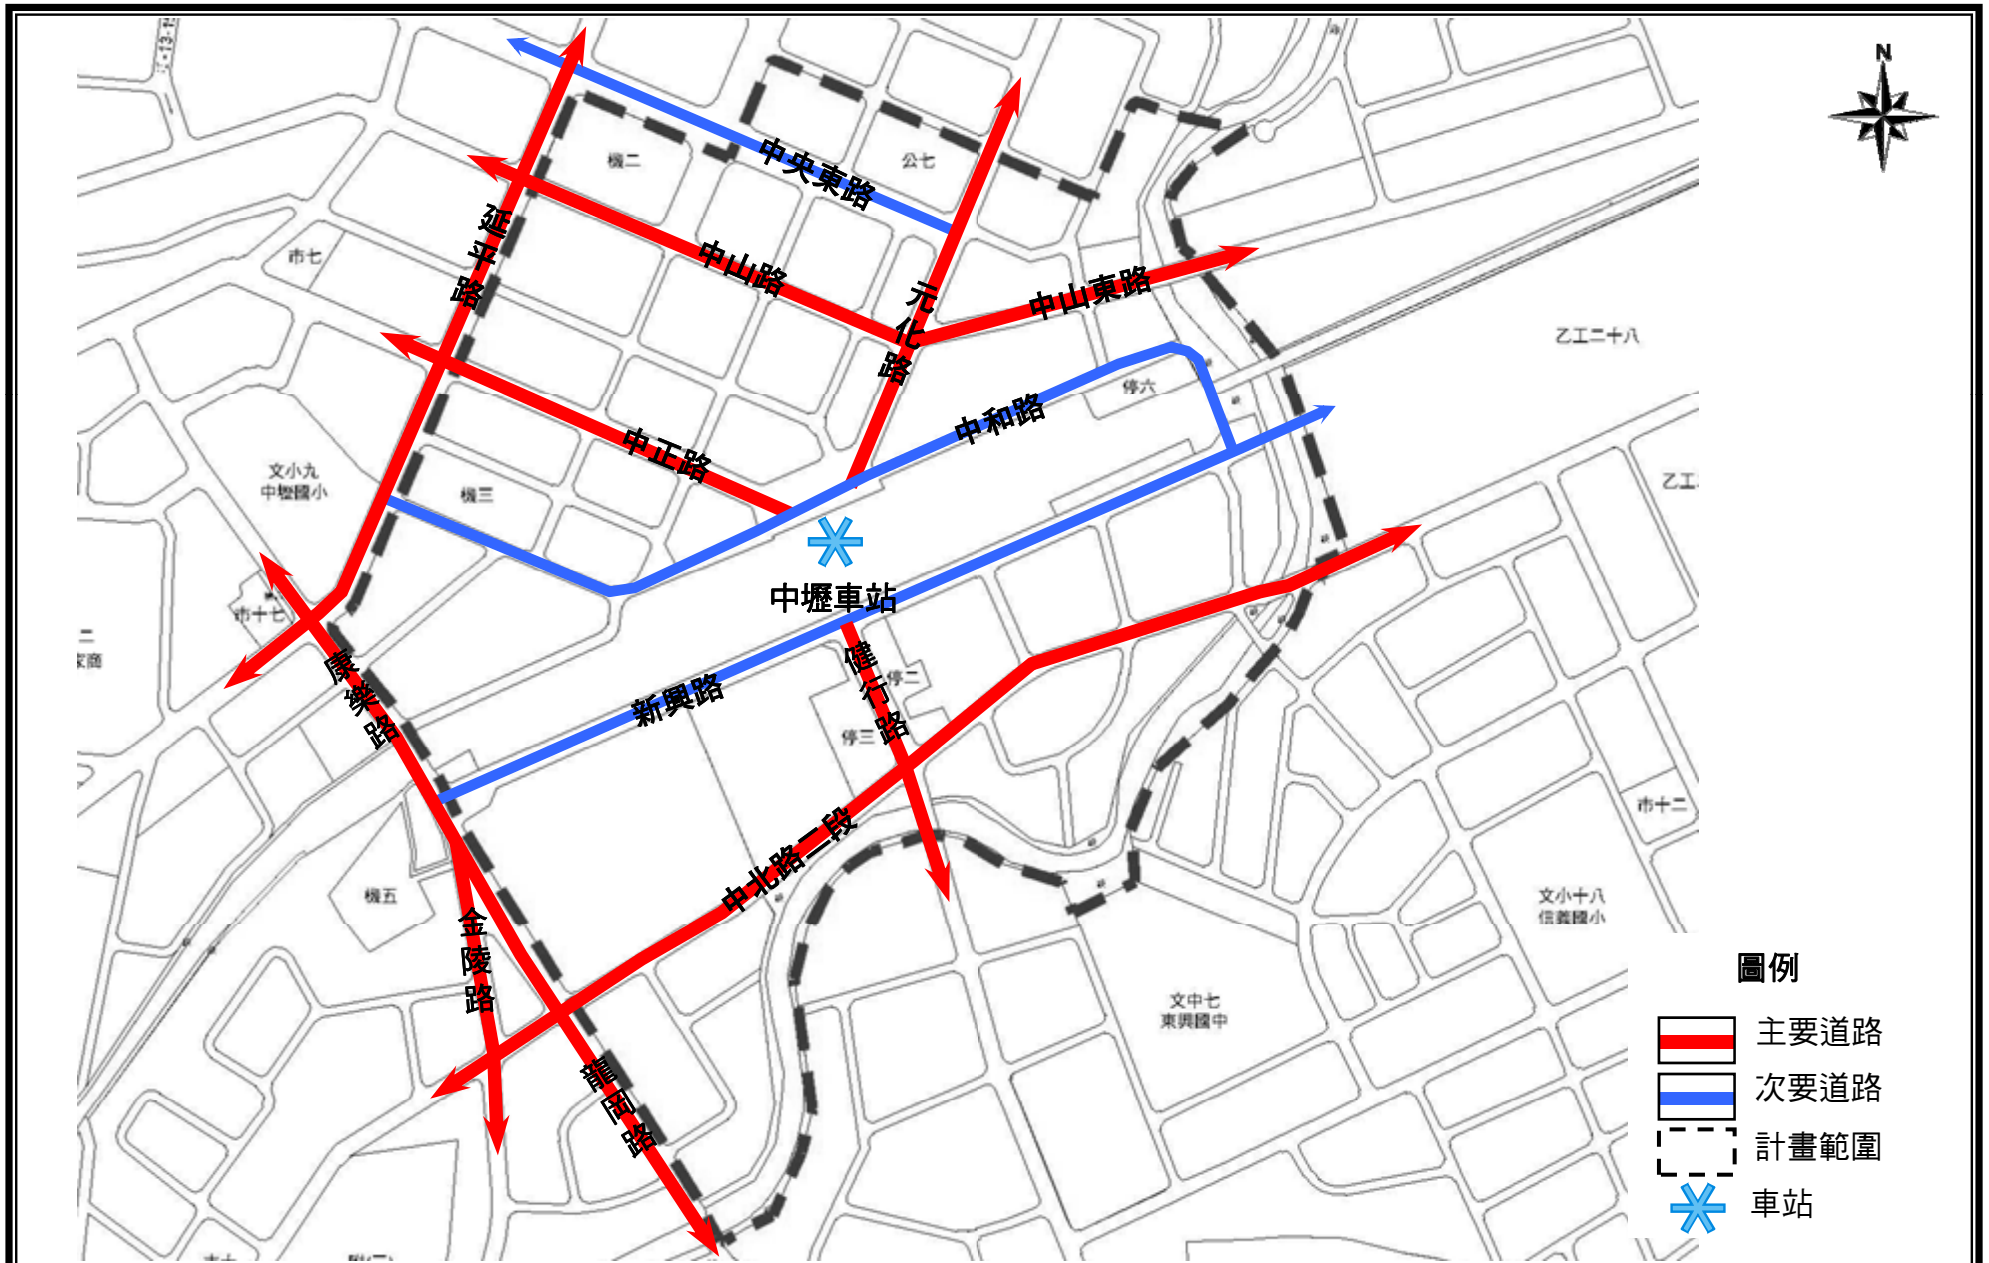 N
機二
公七
中央東路
延平路
市七
中山路
元化路
中山東路
乙工二十八
停六
中和路
中正路
文小九
中壢國小
機三
乙工
中壢車站
市十七
康樂路
新興路
健行路
停二
停三
市十二
中北路二段
機五
金陵路
文小十八
信義國小
文中七
東興國中
龍岡路
圖例
主要道路
次要道路
計畫範圍
車站